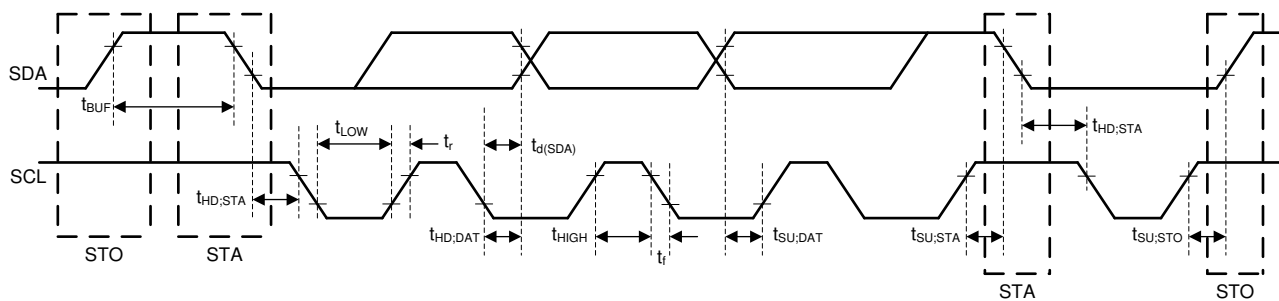 SDA
t_BUF
t_LOW
t_r
t_d(SDA)
t_HD;STA
SCL
t_HD;STA
t_HD;DAT
t_HIGH
t_f
t_SU;DAT
t_SU;STA
t_SU;STO
STO
STA
STA
STO